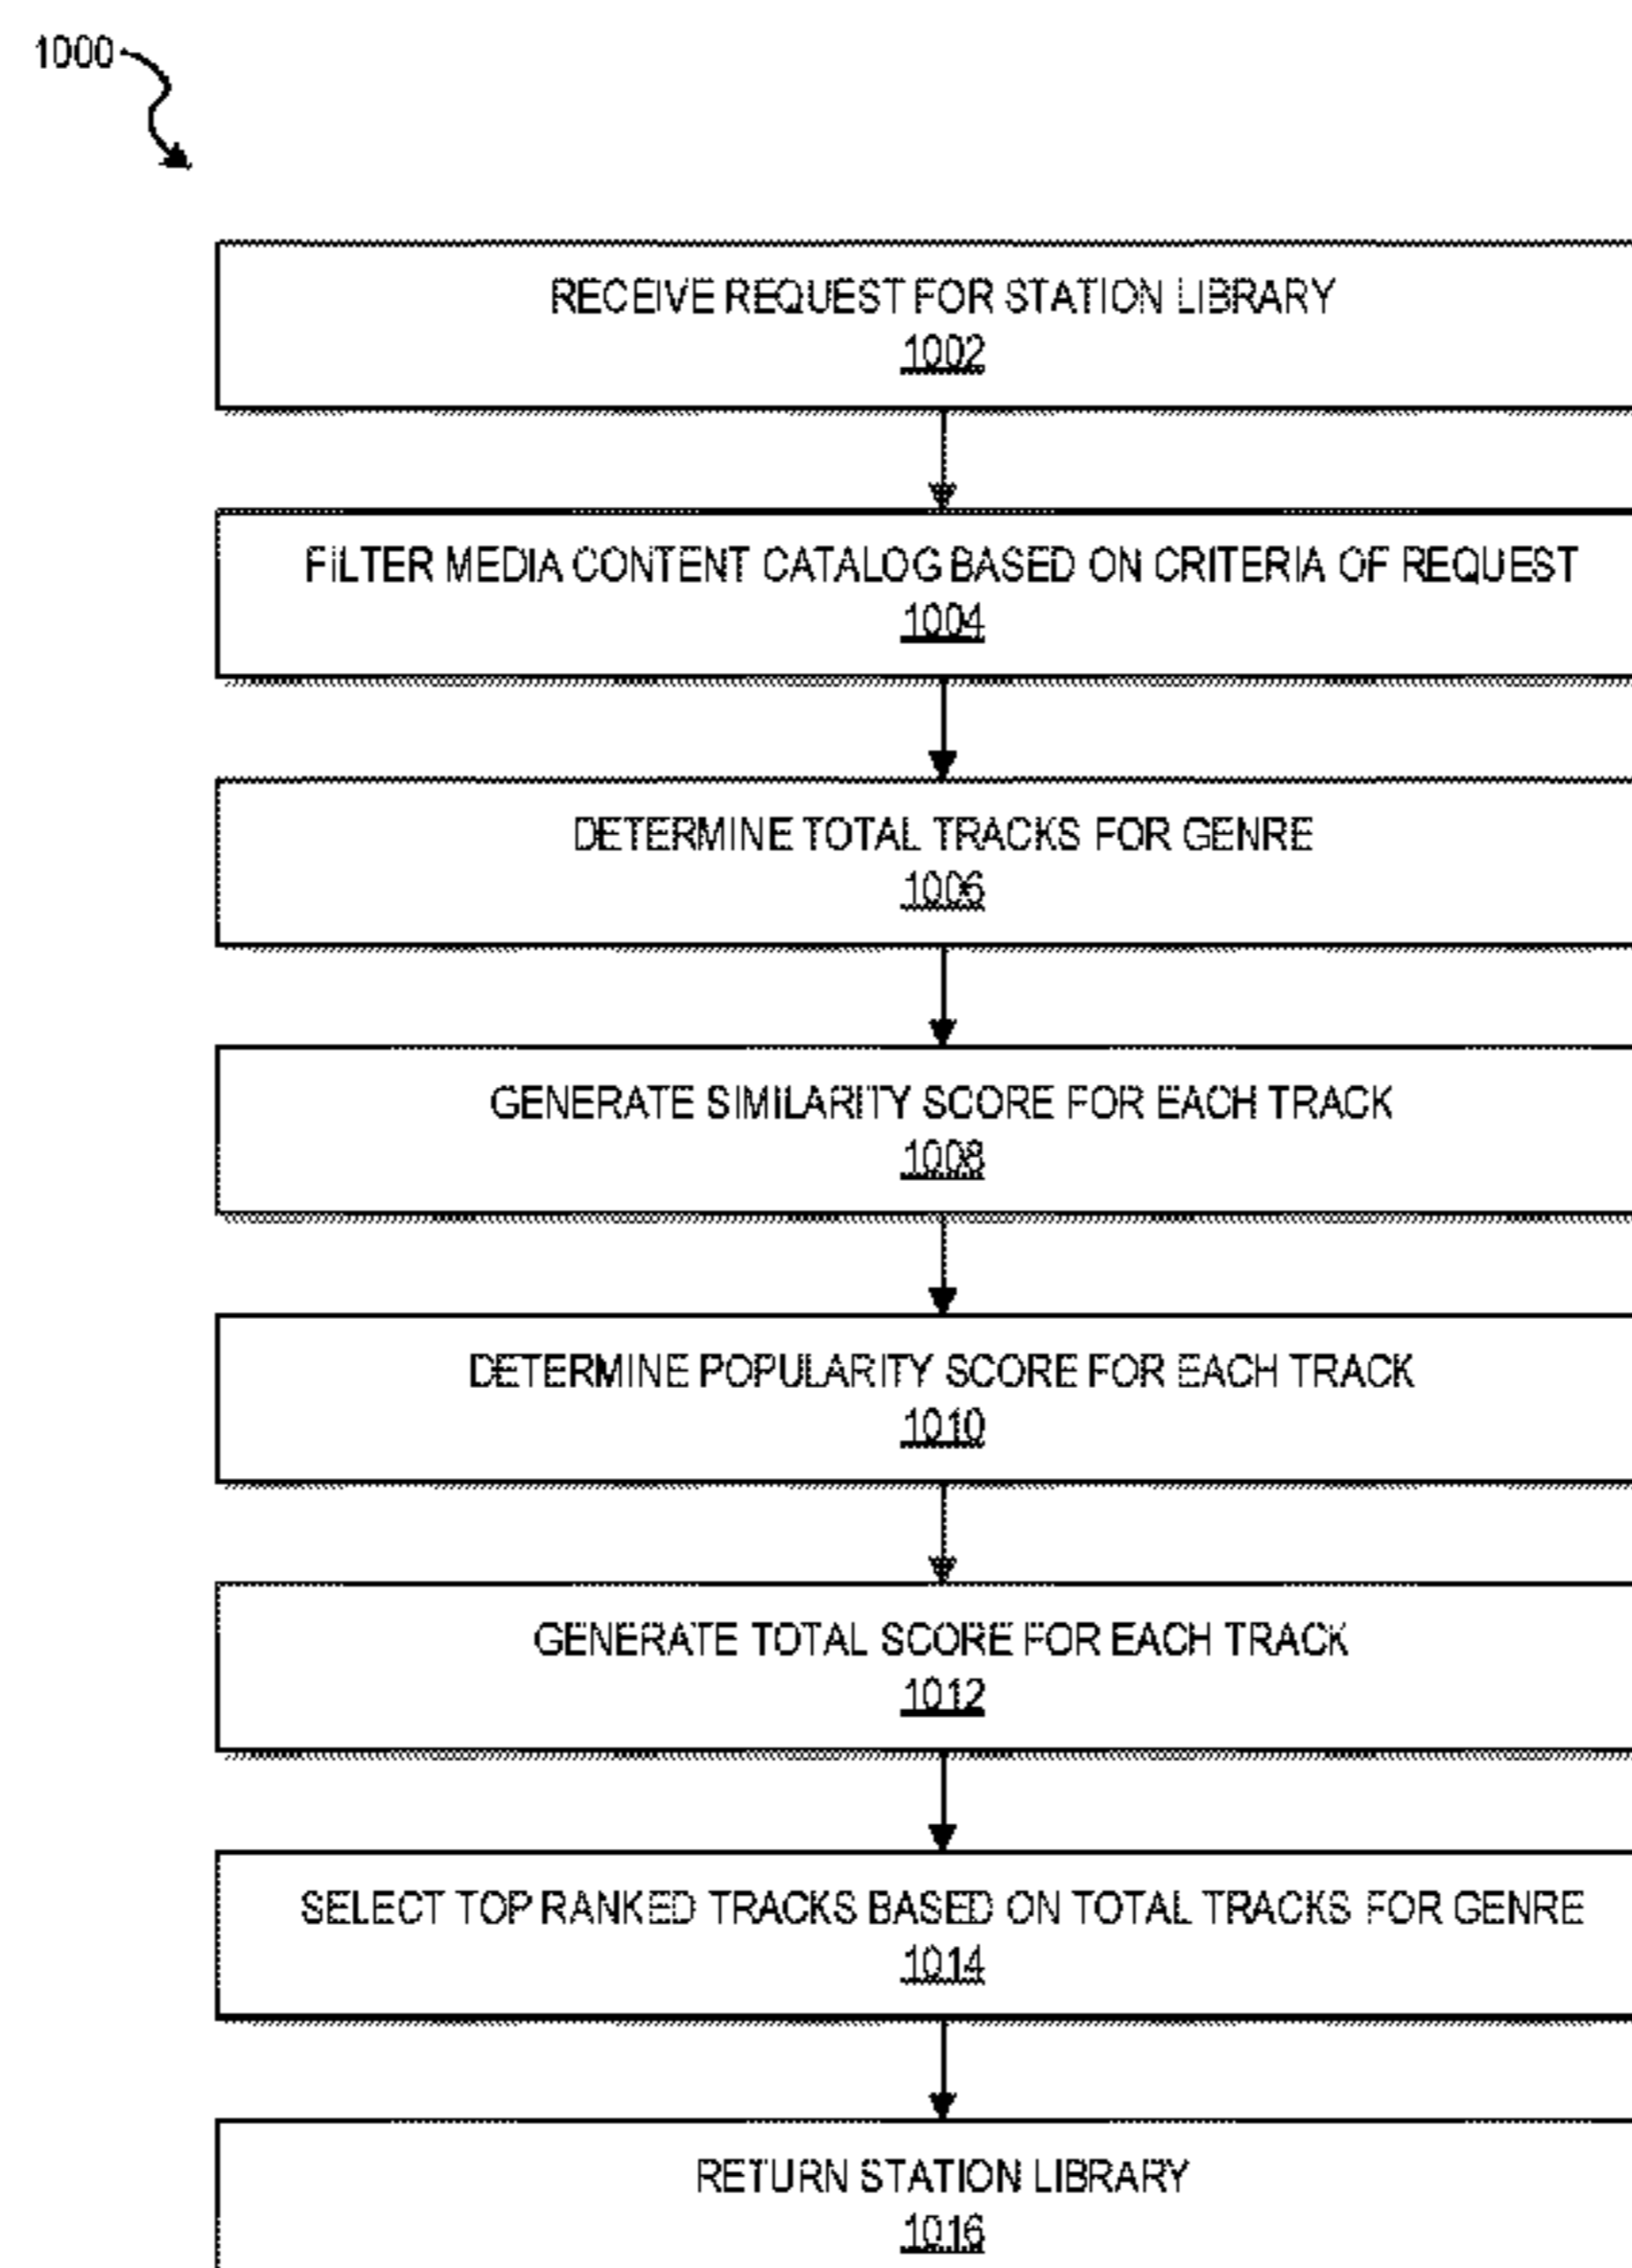 1000
RECEIVE REQUEST FOR STATION LIBRARY
1002
FILTER MEDIA CONTENT CATALOG BASED ON CRITERIA OF REQUEST
1004
DETERMINE TOTAL TRACKS FOR GENRE
1006
GENERATE SIMILARITY SCORE FOR EACH TRACK
1008
DETERMINE POPULARITY SCORE FOR EACH TRACK
1010
GENERATE TOTAL SCORE FOR EACH TRACK
1012
SELECT TOP RANKED TRACKS BASED ON TOTAL TRACKS FOR GENRE
1014
RETURN STATION LIBRARY
1016